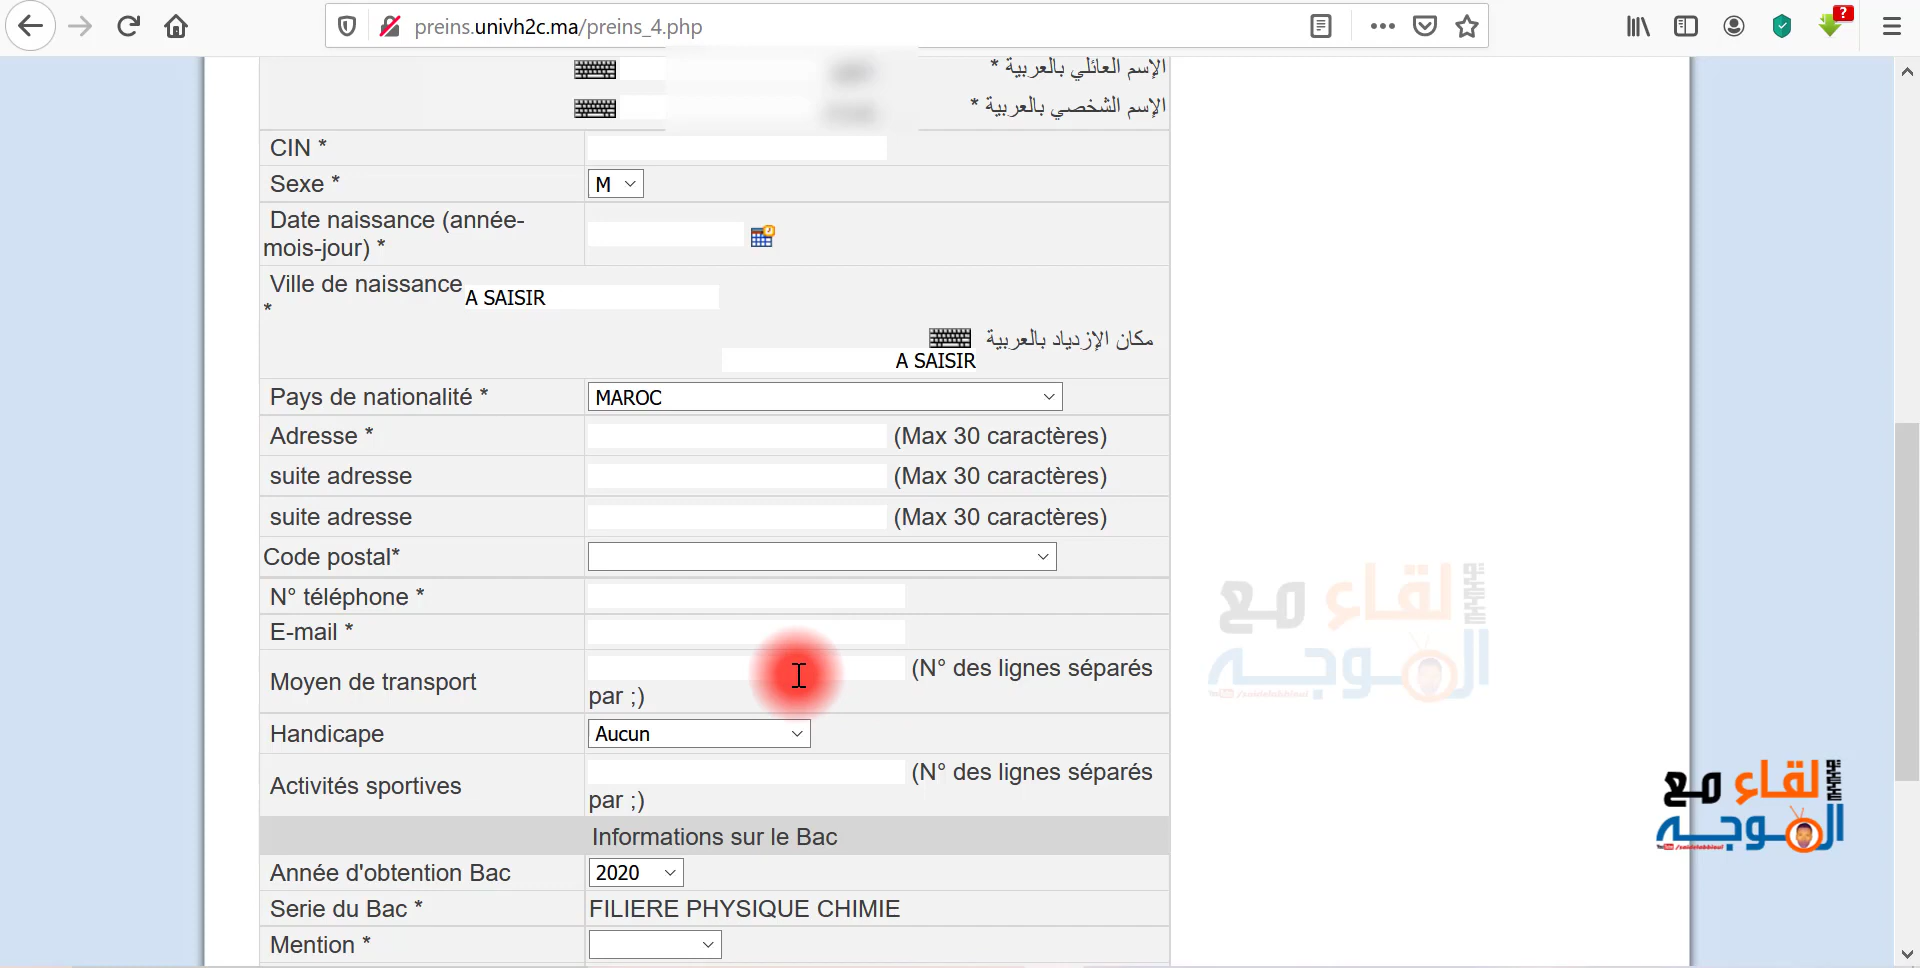 preins.univh2c.ma/preins_4.php
?
الإسم العائلي بالعربية *
الإسم الشخصي بالعربية *
CIN *
Sexe *
M
Date naissance (année-
mois-jour) *
Ville de naissance
*
A SAISIR
مكان الإزدياد بالعربية
A SAISIR
Pays de nationalité *
MAROC
Adresse *
(Max 30 caractères)
suite adresse
(Max 30 caractères)
suite adresse
(Max 30 caractères)
Code postal*
N° téléphone *
E-mail *
Moyen de transport
(N° des lignes séparés
par ;)
Handicape
Aucun
Activités sportives
(N° des lignes séparés
par ;)
Informations sur le Bac
Année d'obtention Bac
2020
Serie du Bac *
FILIERE PHYSIQUE CHIMIE
Mention *
لقاء مع
الموجه
لقاء مع
الموجه